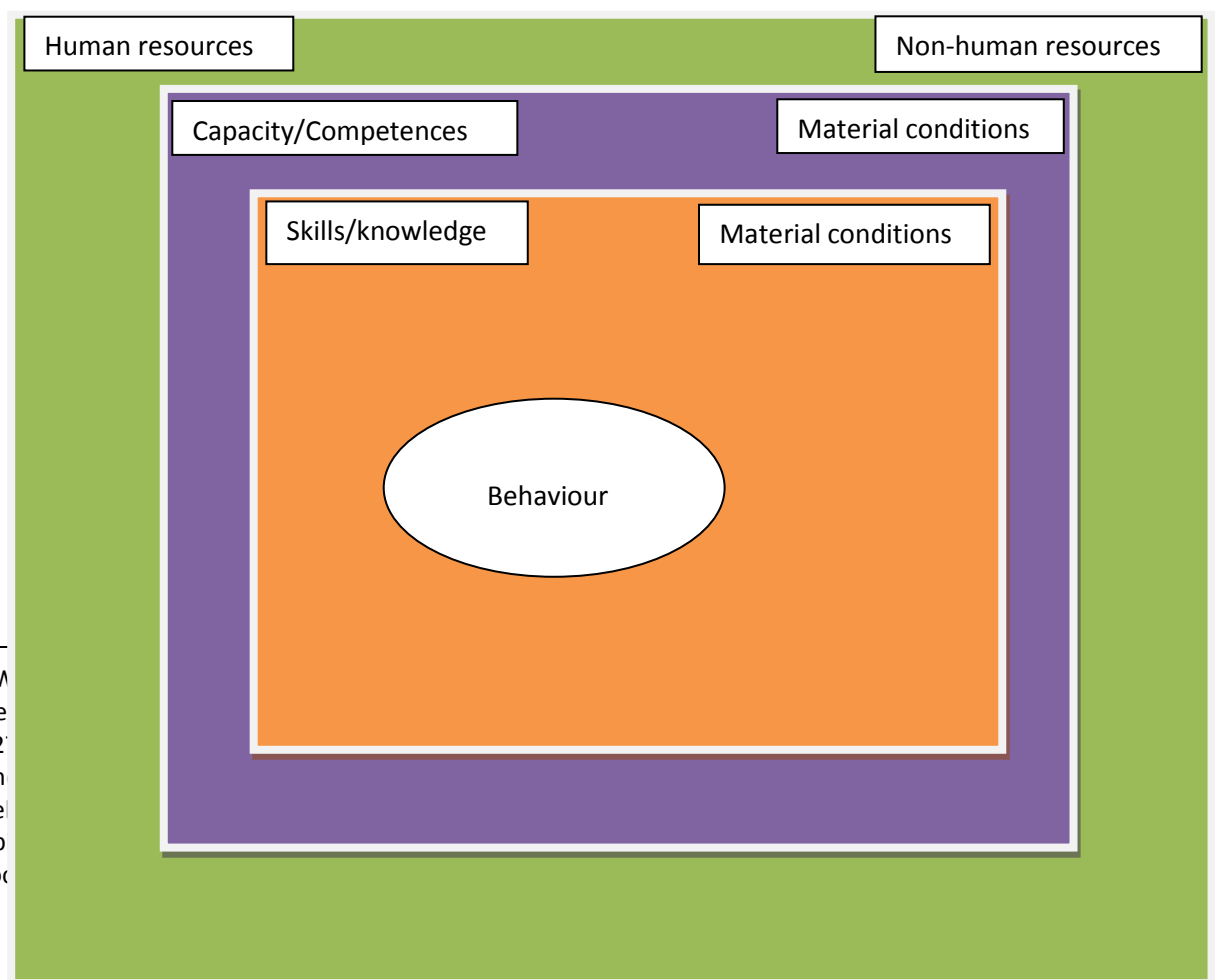 Human resources
Non-human resources
Capacity/Competences
Material conditions
Skills/knowledge
Material conditions
Behaviour